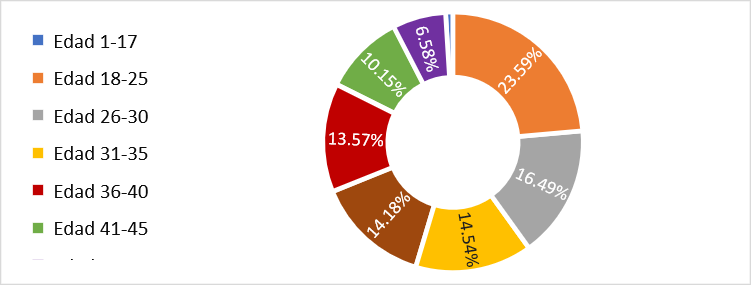 Edad 1-17
Edad 18-25
Edad 26-30
Edad 31-35
Edad 36-40
Edad 41-45
23.59%
16.49%
14.54%
14.18%
13.57%
10.15%
6.58%